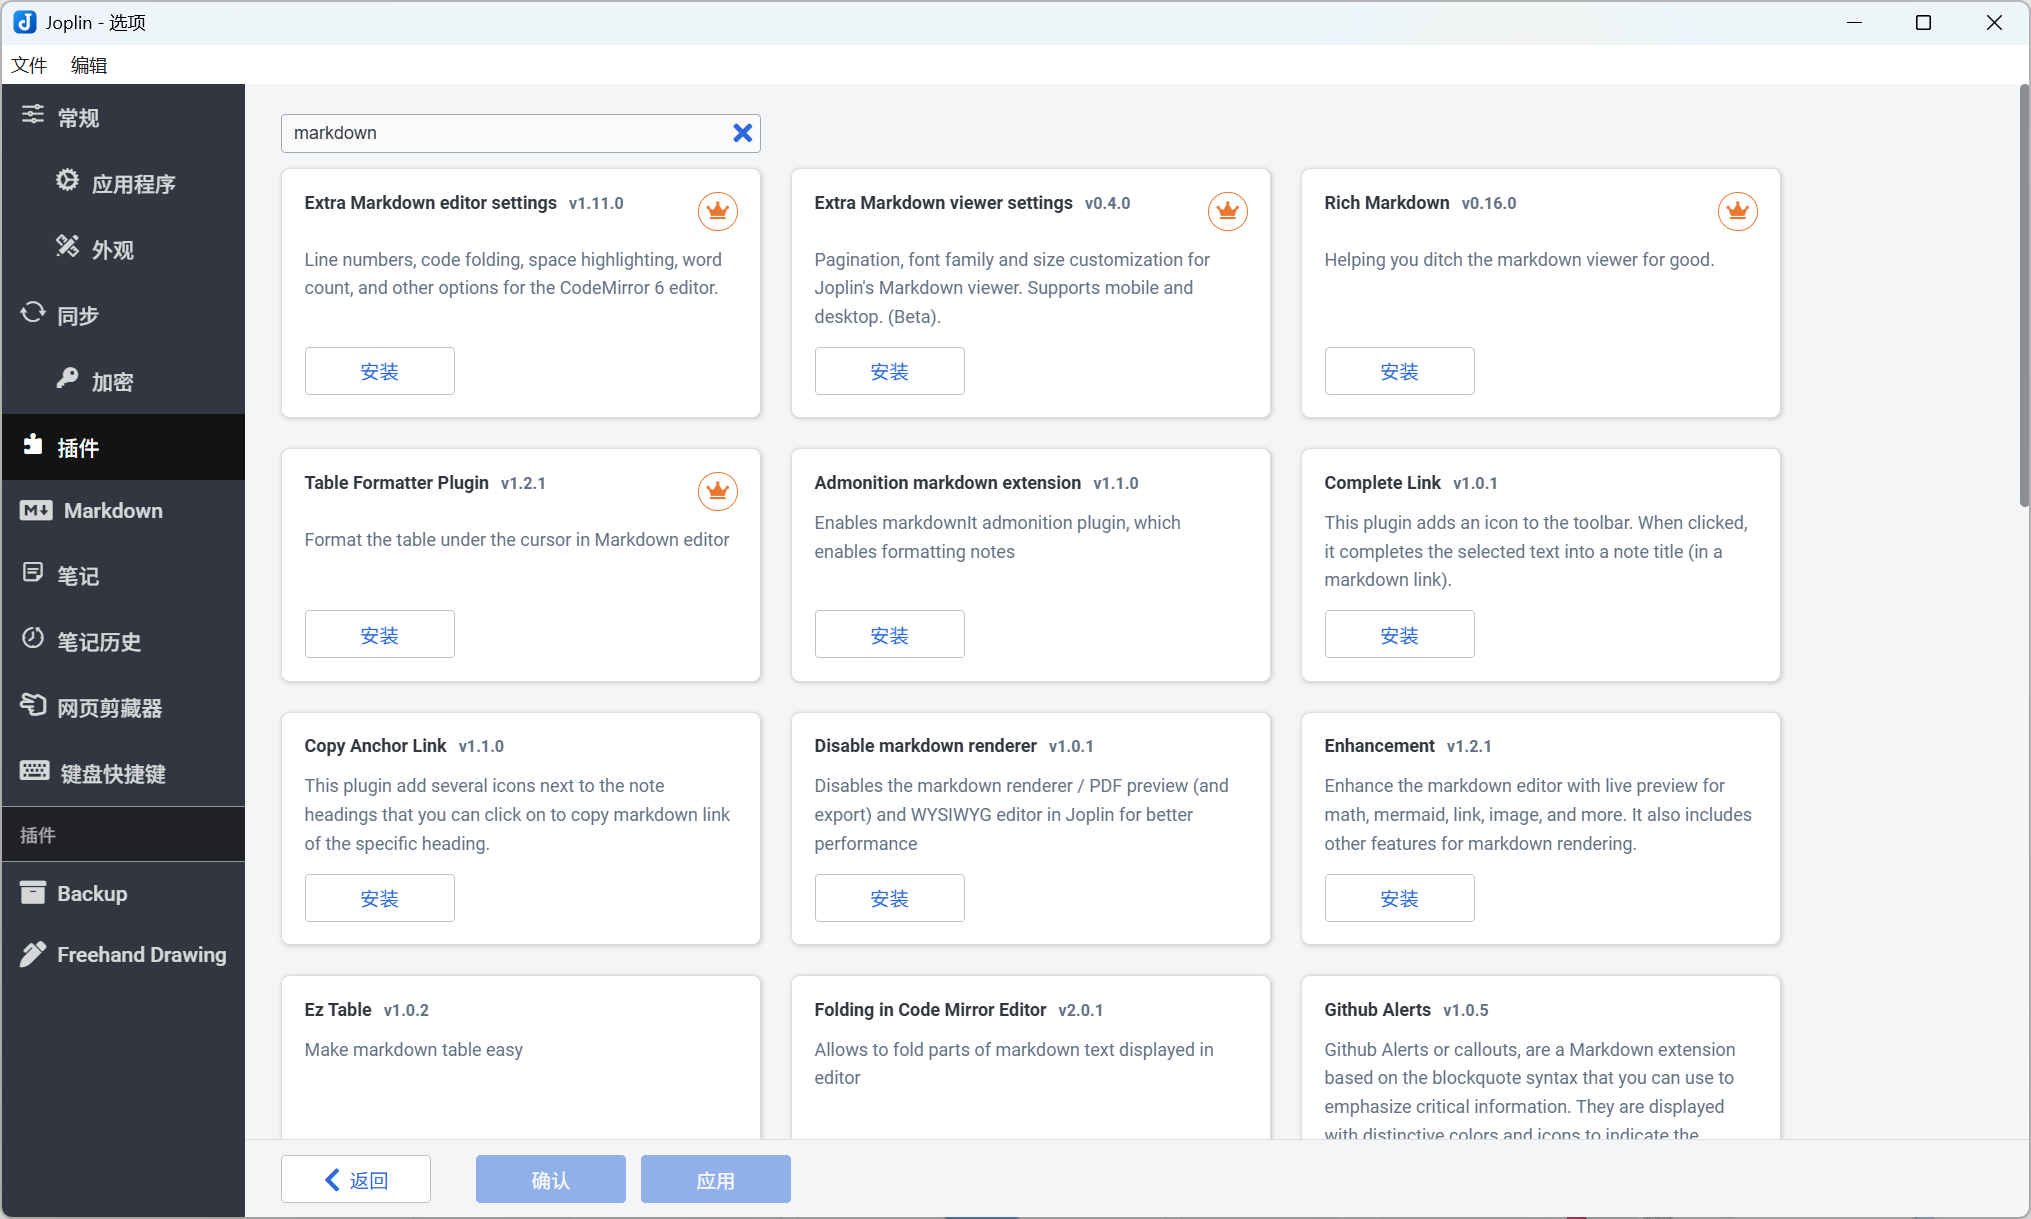 Joplin - 选项
文件 编辑
常规
应用程序
外观
同步
加密
插件
Markdown
笔记
笔记历史
网页剪藏器
键盘快捷键
插件
Backup
Freehand Drawing
markdown
Extra Markdown editor settings v1.11.0
Line numbers, code folding, space highlighting, word
count, and other options for the CodeMirror 6 editor.
安装
Extra Markdown viewer settings v0.4.0
Pagination, font family and size customization for
Joplin's Markdown viewer. Supports mobile and
desktop. (Beta).
安装
Rich Markdown v0.16.0
Helping you ditch the markdown viewer for good.
安装
Table Formatter Plugin v1.2.1
Format the table under the cursor in Markdown editor
安装
Admonition markdown extension v1.1.0
Enables markdownIt admonition plugin, which
enables formatting notes
安装
Complete Link v1.0.1
This plugin adds an icon to the toolbar. When clicked,
it completes the selected text into a note title (in a
markdown link).
安装
Copy Anchor Link v1.1.0
This plugin add several icons next to the note
headings that you can click on to copy markdown link
of the specific heading.
安装
Disable markdown renderer v1.0.1
Disables the markdown renderer / PDF preview (and
export) and WYSIWYG editor in Joplin for better
performance
安装
Enhancement v1.2.1
Enhance the markdown editor with live preview for
math, mermaid, link, image, and more. It also includes
other features for markdown rendering.
安装
Ez Table v1.0.2
Make markdown table easy
Folding in Code Mirror Editor v2.0.1
Allows to fold parts of markdown text displayed in
editor
Github Alerts v1.0.5
Github Alerts or callouts, are a Markdown extension
based on the blockquote syntax that you can use to
emphasize critical information. They are displayed
with distinctive colors and icons to indicate the
返回
确认
应用